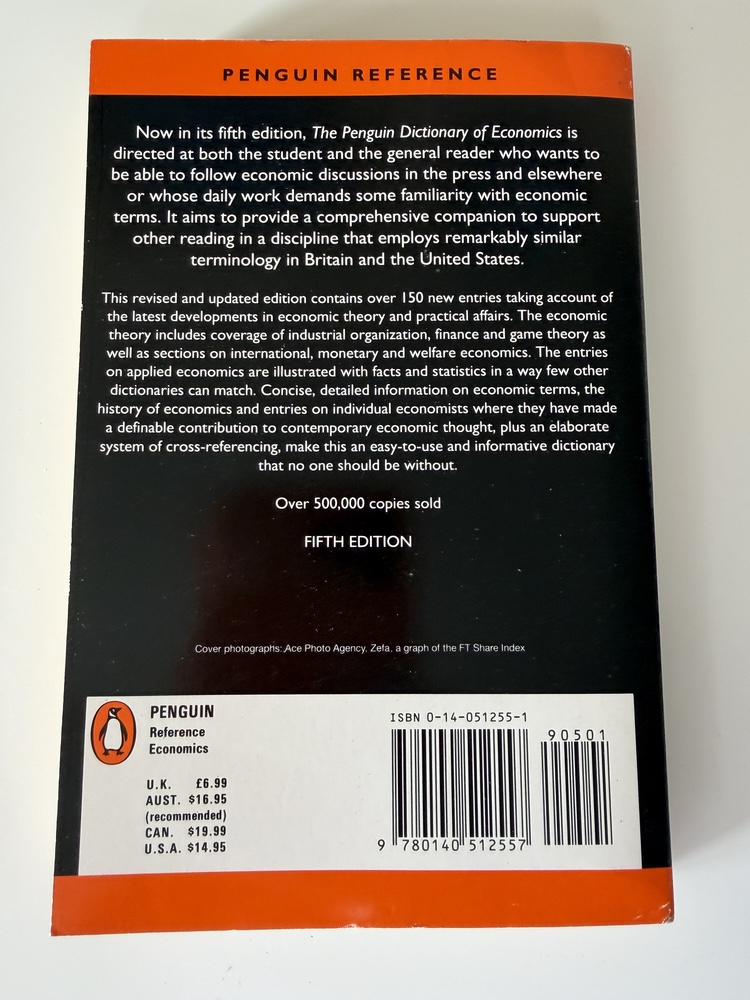 PENGUIN REFERENCE
Now in its fifth edition, The Penguin Dictionary of Economics is
directed at both the student and the general reader who wants to
be able to follow economic discussions in the press and elsewhere
or whose daily work demands some familiarity with economic
terms. It aims to provide a comprehensive companion to support
other reading in a discipline that employs remarkably similar
terminology in Britain and the United States.
This revised and updated edition contains over 150 new entries taking account of
the latest developments in economic theory and practical affairs. The economic
theory includes coverage of industrial organization, finance and game theory as
well as sections on international, monetary and welfare economics. The entries
on applied economics are illustrated with facts and statistics in a way few other
dictionaries can match. Concise, detailed information on economic terms, the
history of economics and entries on individual economists where they have made
a definable contribution to contemporary economic thought, plus an elaborate
system of cross-referencing, make this an easy-to-use and informative dictionary
that no one should be without.
Over 500,000 copies sold
FIFTH EDITION
Cover photographs: Ace Photo Agency, Zefa, a graph of the FT Share Index
PENGUIN
Reference
Economics
U.K. £6.99
AUST. $16.95
(recommended)
CAN. $19.99
U.S.A. $14.95
ISBN 0-14-051255-1
90501
9 780140 512557